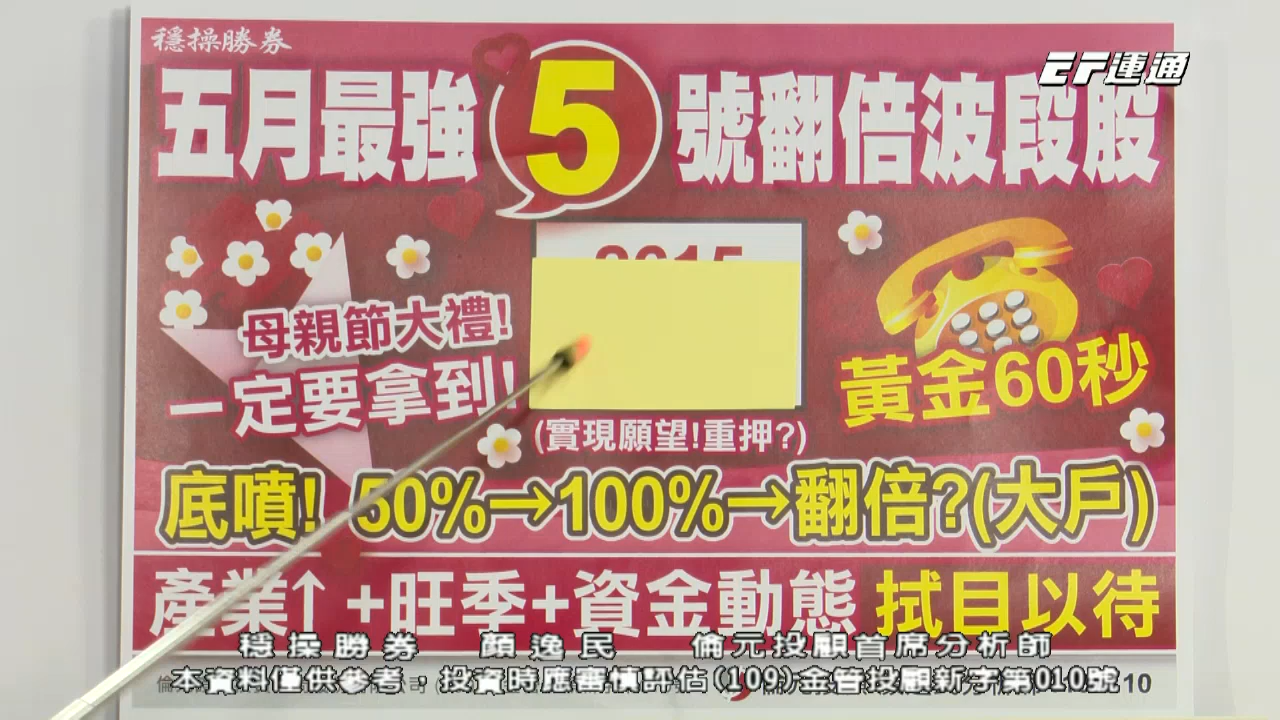 穩操勝券
EF運通
五月最強5號翻倍波段股
母親節大禮!
一定要拿到!
黃金60秒
(實現願望!重押?)
底噴! 50%→100%→翻倍?(大戶)
產業↑+旺季+資金動態 拭目以待
穩操勝券 顏逸民 倫元投顧首席分析師
本資料僅供參考，投資時應審慎評估(109)金管投顧新字第010號
10